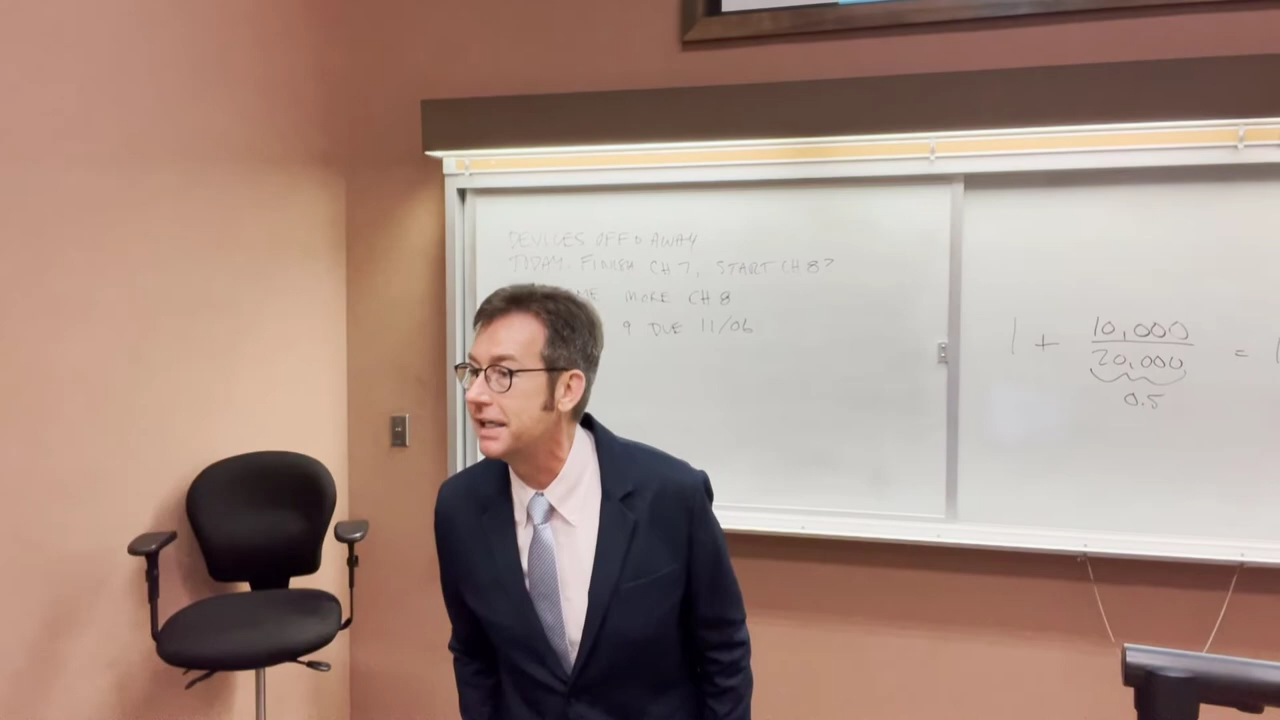 DEVICES OFF & AWAY
TODAY: FINISH CH 7, START CH 8?
ME MORE CH 8
9 DUE 11/06
1 + 10,000
20,000
=
0.5